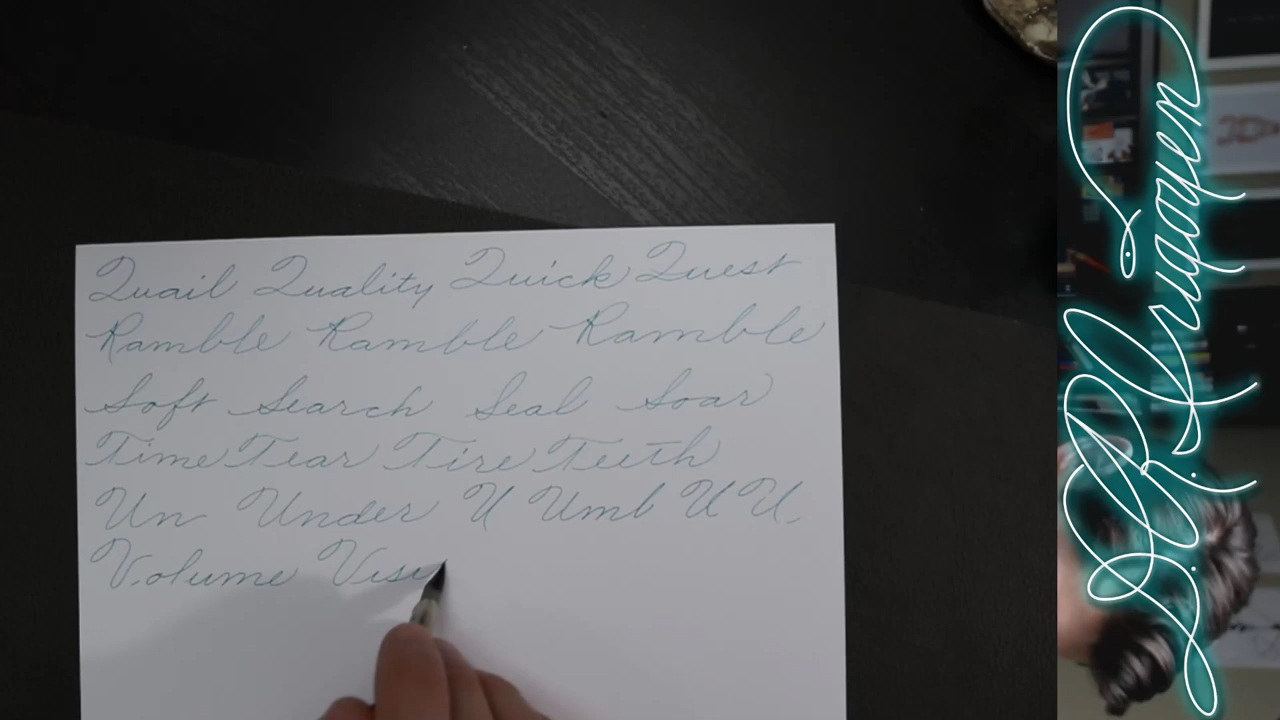 Quail Quality Quick Quest
Ramble Ramble Ramble
Soft Search Seal Soar
Time Tear Tire Teeth
Un Under U Umb U U
Volume Visu